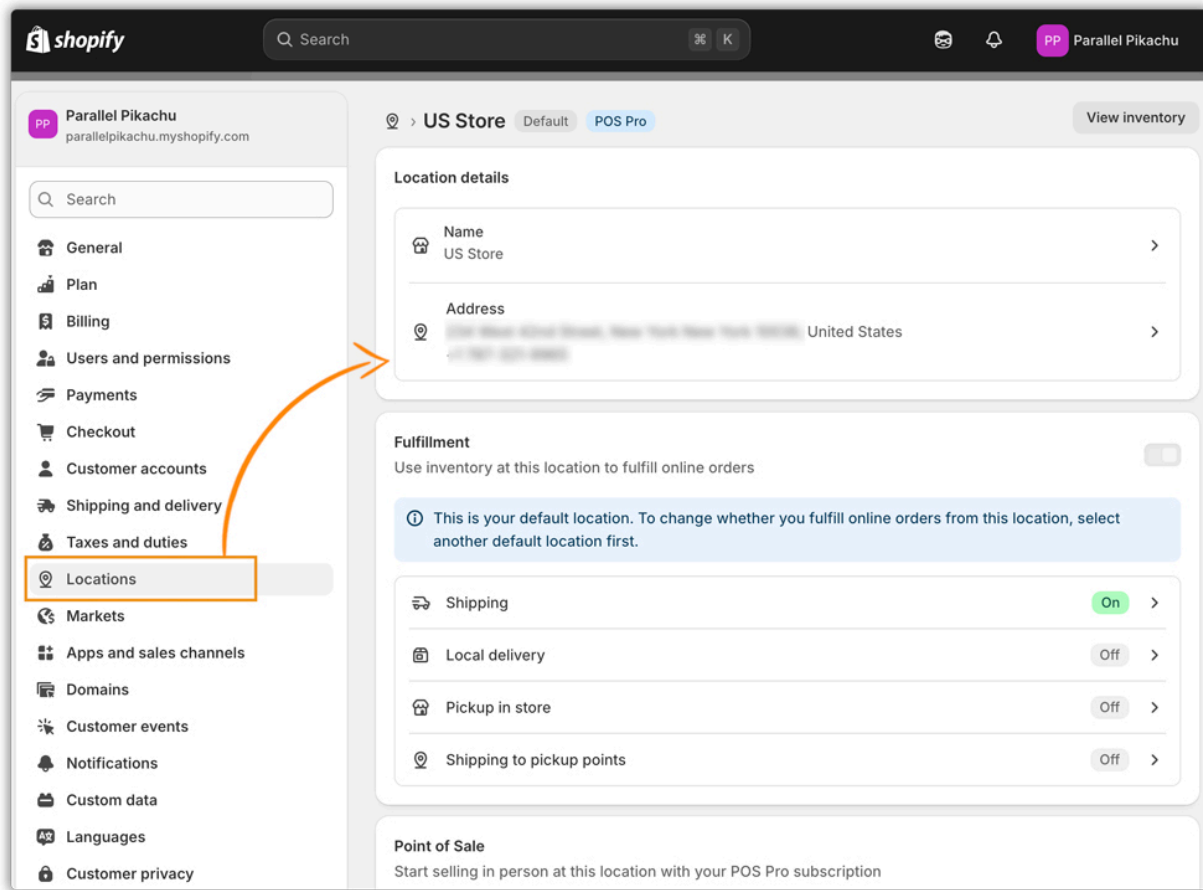 shopify
Search
⌘ K
PP
Parallel Pikachu
PP
Parallel Pikachu
parallelpikachu.myshopify.com
Search
General
Plan
Billing
Users and permissions
Payments
Checkout
Customer accounts
Shipping and delivery
Taxes and duties
Locations
Markets
Apps and sales channels
Domains
Customer events
Notifications
Custom data
Languages
Customer privacy
› US Store Default POS Pro
View inventory
Location details
Name
US Store
Address
United States
Fulfillment
Use inventory at this location to fulfill online orders
This is your default location. To change whether you fulfill online orders from this location, select
another default location first.
Shipping On
Local delivery Off
Pickup in store Off
Shipping to pickup points Off
Point of Sale
Start selling in person at this location with your POS Pro subscription